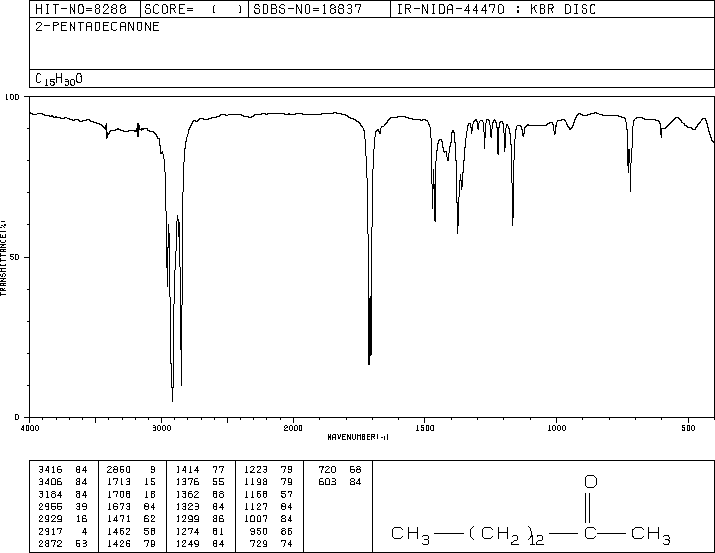 HIT-NO=8288 SCORE= ( ) SDBS-NO=18837 IR-NIDA-44470 : KBR DISC
2-PENTADECANONE
C15H30O
100
50
0
TRANSMITTANCE(%)
4000 3000 2000 1500 1000 500
WAVENUMBER(-1)
3416 84 2850 9 1414 77 1223 79 720 68
3406 84 1713 15 1376 55 1198 79 603 84
3184 84 1708 18 1362 68 1168 57
2955 39 1673 84 1323 84 1127 84
2929 16 1471 62 1299 86 1007 84
2917 4 1462 58 1274 81 950 86
2872 63 1426 79 1249 84 729 74
O
CH3 (CH2)12 C CH3